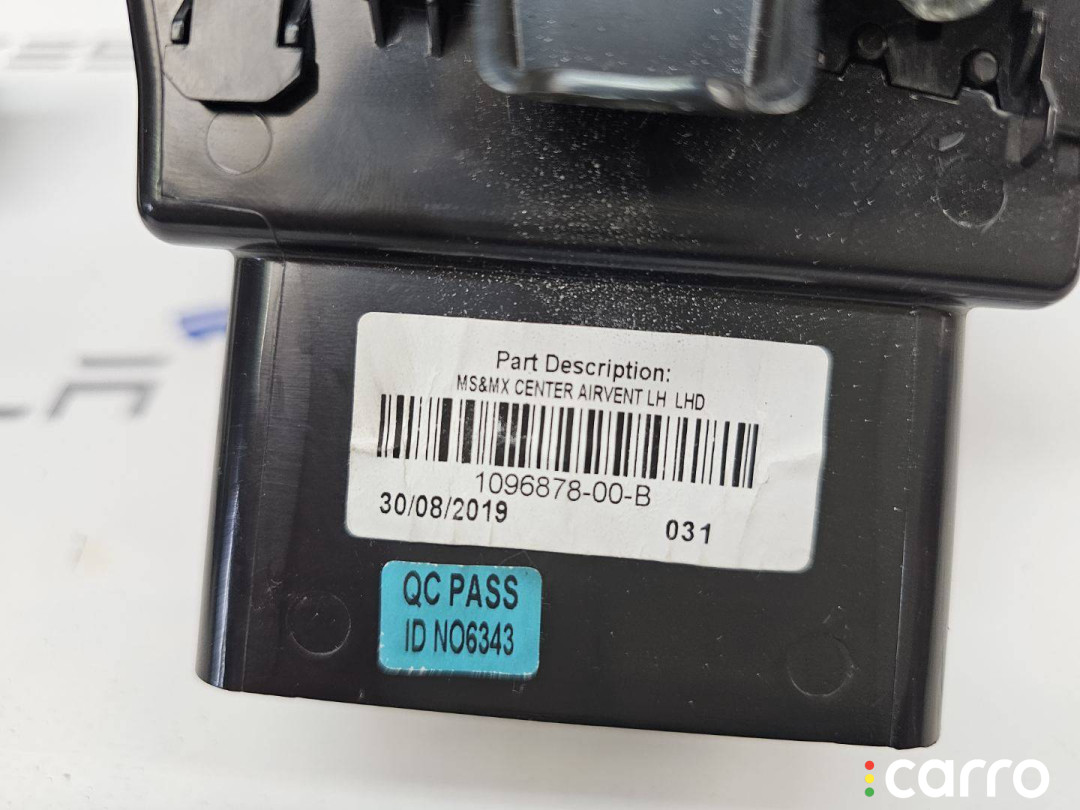 Part Description:
MS&MX CENTER AIRVENT LH LHD
1096878-00-B
30/08/2019 031
QC PASS
ID NO6343
carro